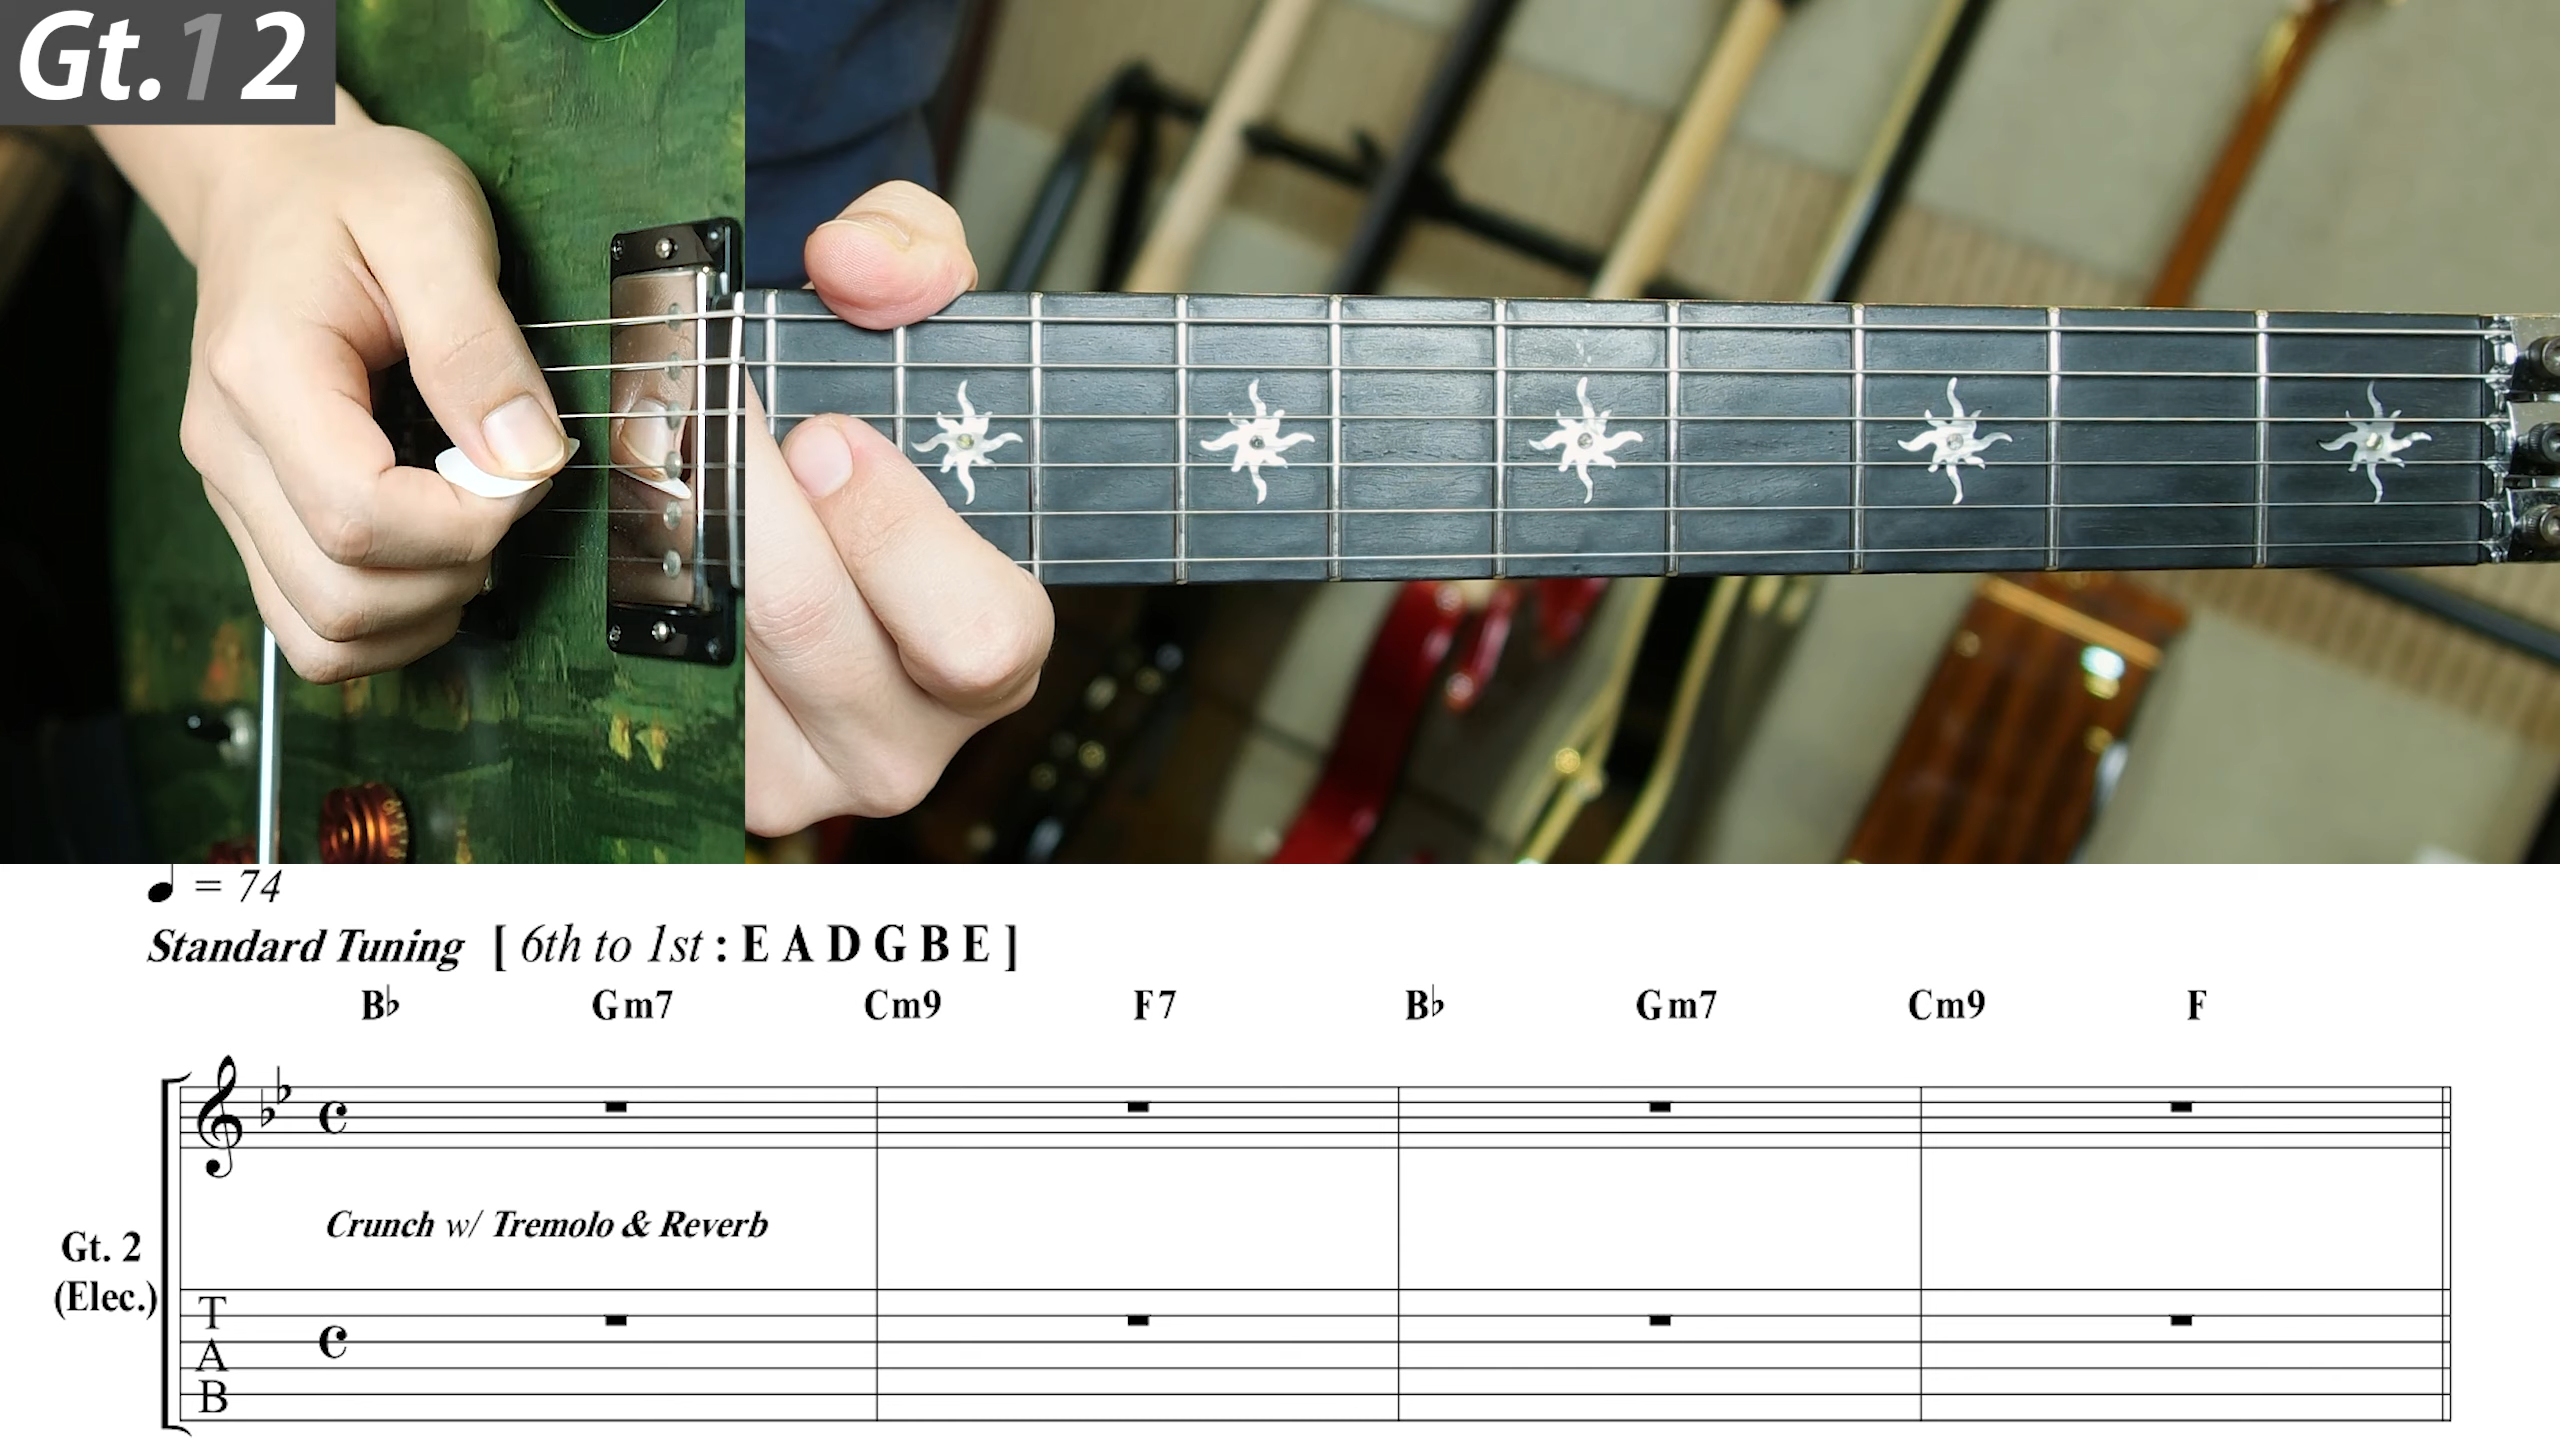 Gt.12
♩ = 74
Standard Tuning [ 6th to 1st : E A D G B E ]
B♭ Gm7 Cm9 F7 B♭ Gm7 Cm9 F
Crunch w/ Tremolo & Reverb
Gt. 2
(Elec.)
T
A
B